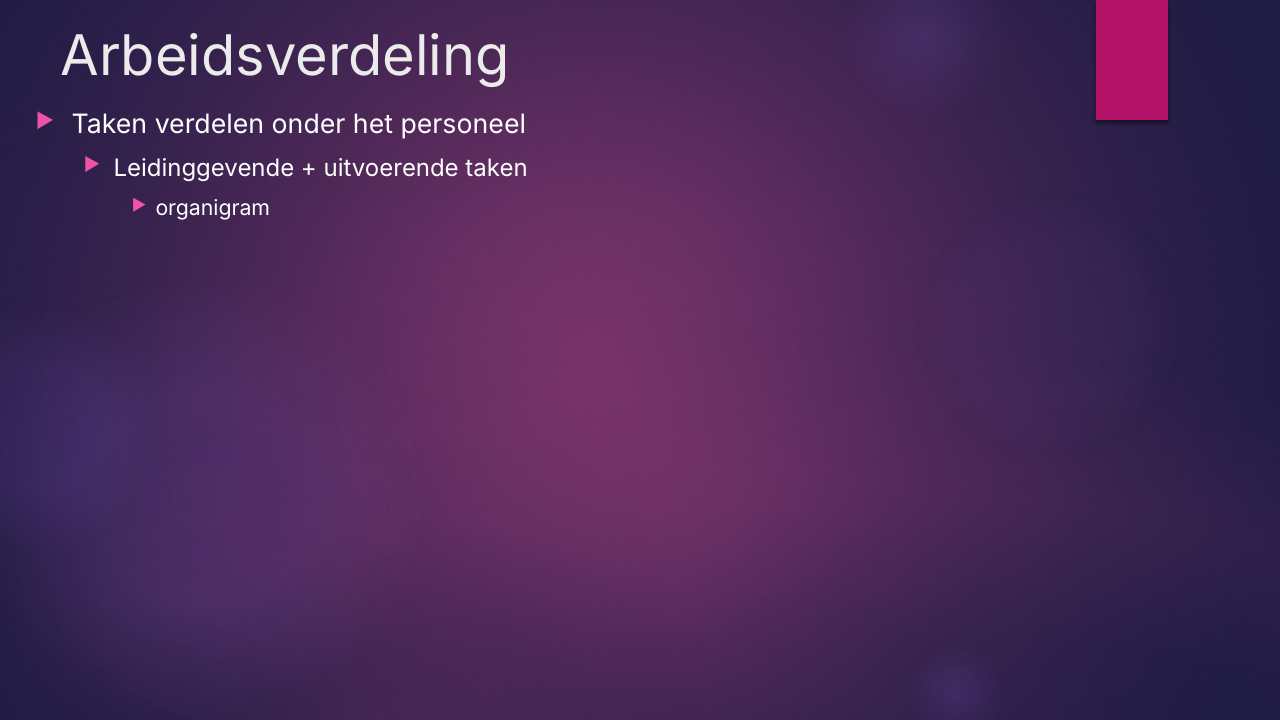 Arbeidsverdeling
Taken verdelen onder het personeel
Leidinggevende + uitvoerende taken
organigram